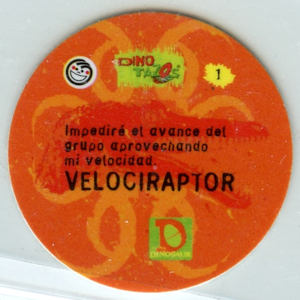 DINO
TAZOS
1
Impediré el avance del
grupo aprovechando
mi velocidad.
VELOCIRAPTOR
D
DINOSAUR